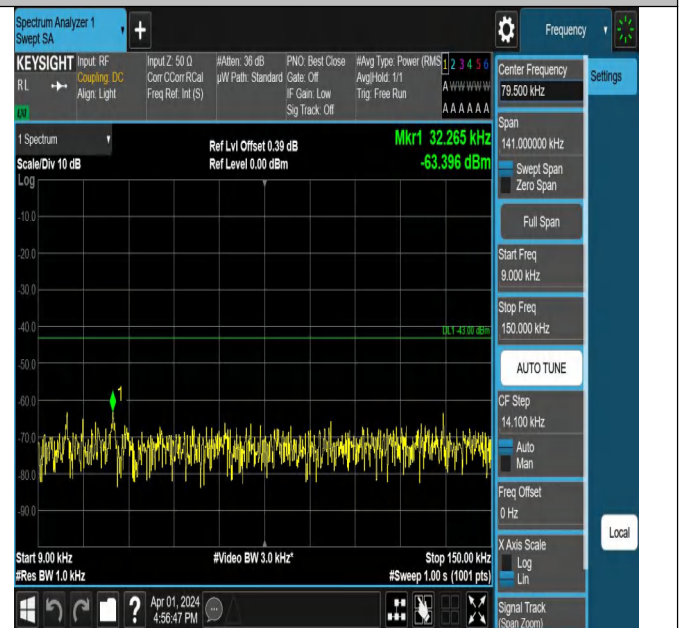 Spectrum Analyzer 1
Swept SA
+
Frequency
KEYSIGHT
RL
Input: RF
Coupling: DC
Align: Light
Input Z: 50 Ω
Corr CCorr RCal
Freq Ref: Int (S)
#Atten: 36 dB
µW Path: Standard
PNO: Best Close
Gate: Off
IF Gain: Low
Sig Track: Off
#Avg Type: Power (RMS
Avg|Hold: 1/1
Trig: Free Run
1 2 3 4 5 6
A W W W W W
A A A A A A
Center Frequency
79.500 kHz
Settings
1 Spectrum
Scale/Div 10 dB
Log
Ref Lvl Offset 0.39 dB
Ref Level 0.00 dBm
Mkr1 32.265 kHz
-63.396 dBm
-10.0
-20.0
-30.0
-40.0
-50.0
-60.0
-70.0
-80.0
-90.0
DL1 -43.00 dBm
1
Start 9.00 kHz
#Res BW 1.0 kHz
#Video BW 3.0 kHz*
Stop 150.00 kHz
#Sweep 1.00 s (1001 pts)
Span
141.000000 kHz
Swept Span
Zero Span
Full Span
Start Freq
9.000 kHz
Stop Freq
150.000 kHz
AUTO TUNE
CF Step
14.100 kHz
Auto
Man
Freq Offset
0 Hz
X Axis Scale
Log
Lin
Local
Signal Track
(Span Zoom)
?
Apr 01, 2024
4:56:47 PM